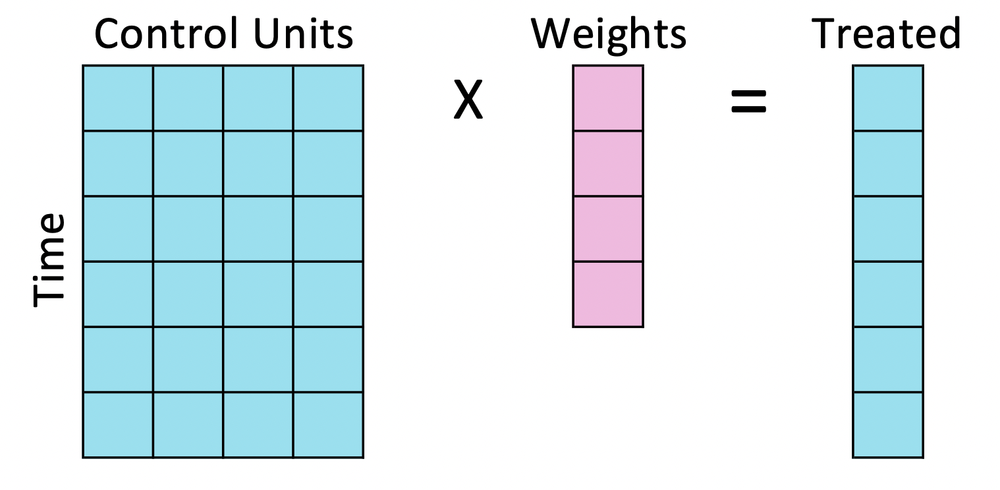 Control Units
Weights
Treated
X
=
Time